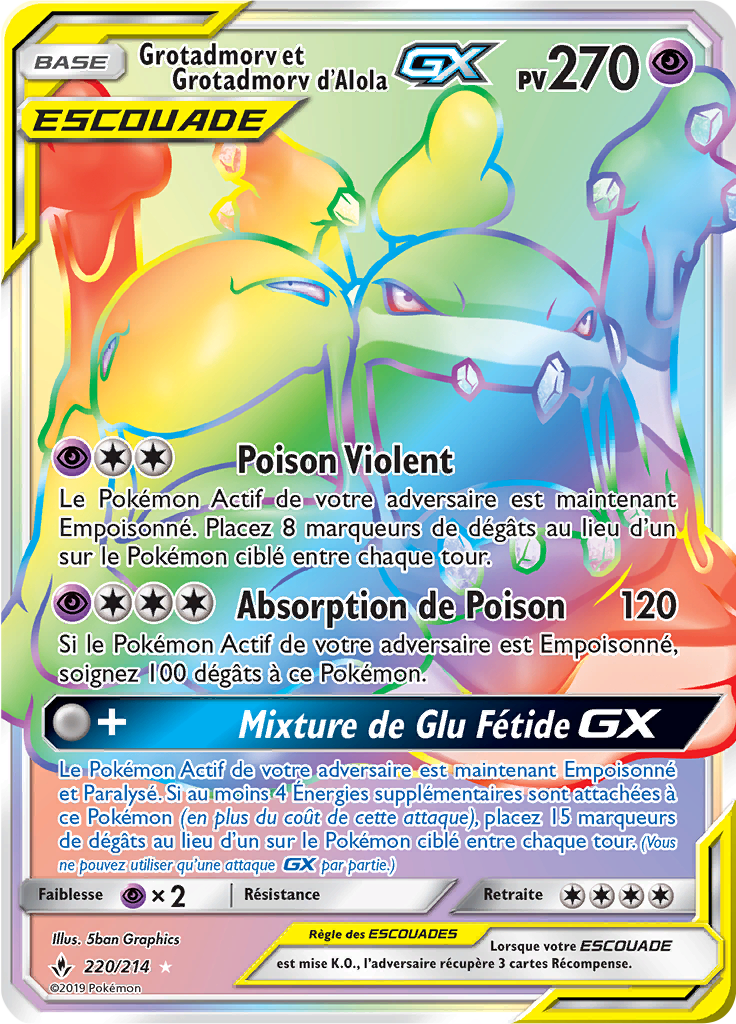 BASE
Grotadmorv et
Grotadmorv d'Alola
GX
PV270
ESCOUADE
Poison Violent
Le Pokémon Actif de votre adversaire est maintenant
Empoisonné. Placez 8 marqueurs de dégâts au lieu d'un
sur le Pokémon ciblé entre chaque tour.
Absorption de Poison 120
Si le Pokémon Actif de votre adversaire est Empoisonné,
soignez 100 dégâts à ce Pokémon.
+ Mixture de Glu Fétide GX
Le Pokémon Actif de votre adversaire est maintenant Empoisonné
et Paralysé. Si au moins 4 Énergies supplémentaires sont attachées à
ce Pokémon (en plus du coût de cette attaque), placez 15 marqueurs
de dégâts au lieu d'un sur le Pokémon ciblé entre chaque tour. (Vous
ne pouvez utiliser qu'une attaque GX par partie.)
Faiblesse ×2 Résistance Retraite
Illus. 5ban Graphics
220/214
©2019 Pokémon
Règle des ESCOUADES
Lorsque votre ESCOUADE
est mise K.O., l'adversaire récupère 3 cartes Récompense.